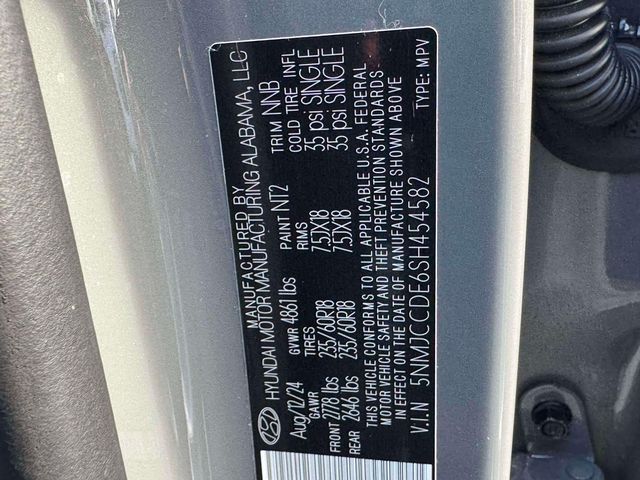 MANUFACTURED BY
HYUNDAI MOTOR MANUFACTURING ALABAMA, LLC
Aug/12/24 GVWR 4861 lbs PAINT NT2 TRIM NNB
GAWR TIRES RIMS COLD TIRE INFL
FRONT 2778 lbs 235/60R18 7.5JX18 35 psi SINGLE
REAR 2646 lbs 235/60R18 7.5JX18 35 psi SINGLE
THIS VEHICLE CONFORMS TO ALL APPLICABLE U.S.A. FEDERAL
MOTOR VEHICLE SAFETY AND THEFT PREVENTION STANDARDS
IN EFFECT ON THE DATE OF MANUFACTURE SHOWN ABOVE
V.I.N 5NMJCCDE6SH454582 TYPE: MPV